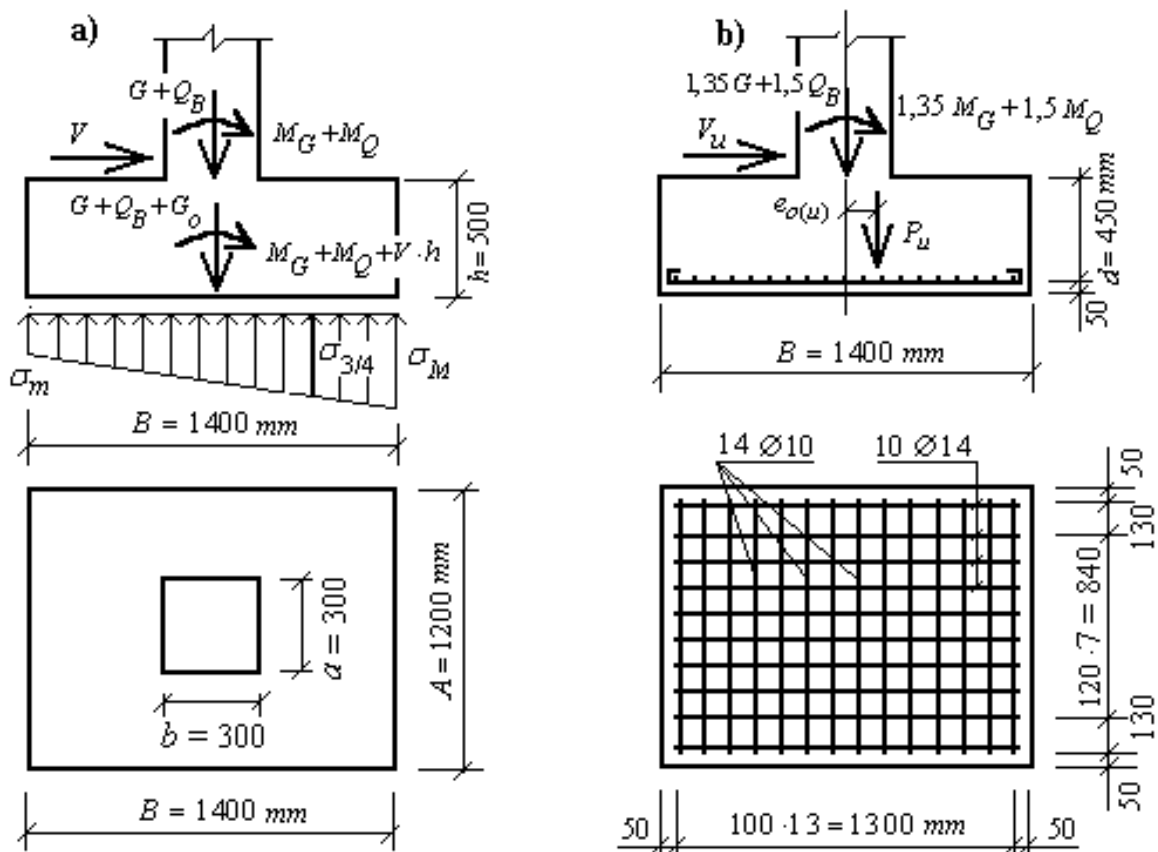 a)
G+Q_B
V
M_G+M_Q
G+Q_B+G_o
M_G+M_Q+V·h
h=500
σ_m
σ_3/4
σ_M
B = 1400 mm
a = 300
b = 300
A=1200 mm
B = 1400 mm
b)
1,35 G+1,5 Q_B
V_u
1,35 M_G+1,5 M_Q
e_o(u)
P_u
d=450 mm
50
B = 1400 mm
14 Ø10
10 Ø14
50
130
120·7 = 840
130
50
50
100·13=1300 mm
50